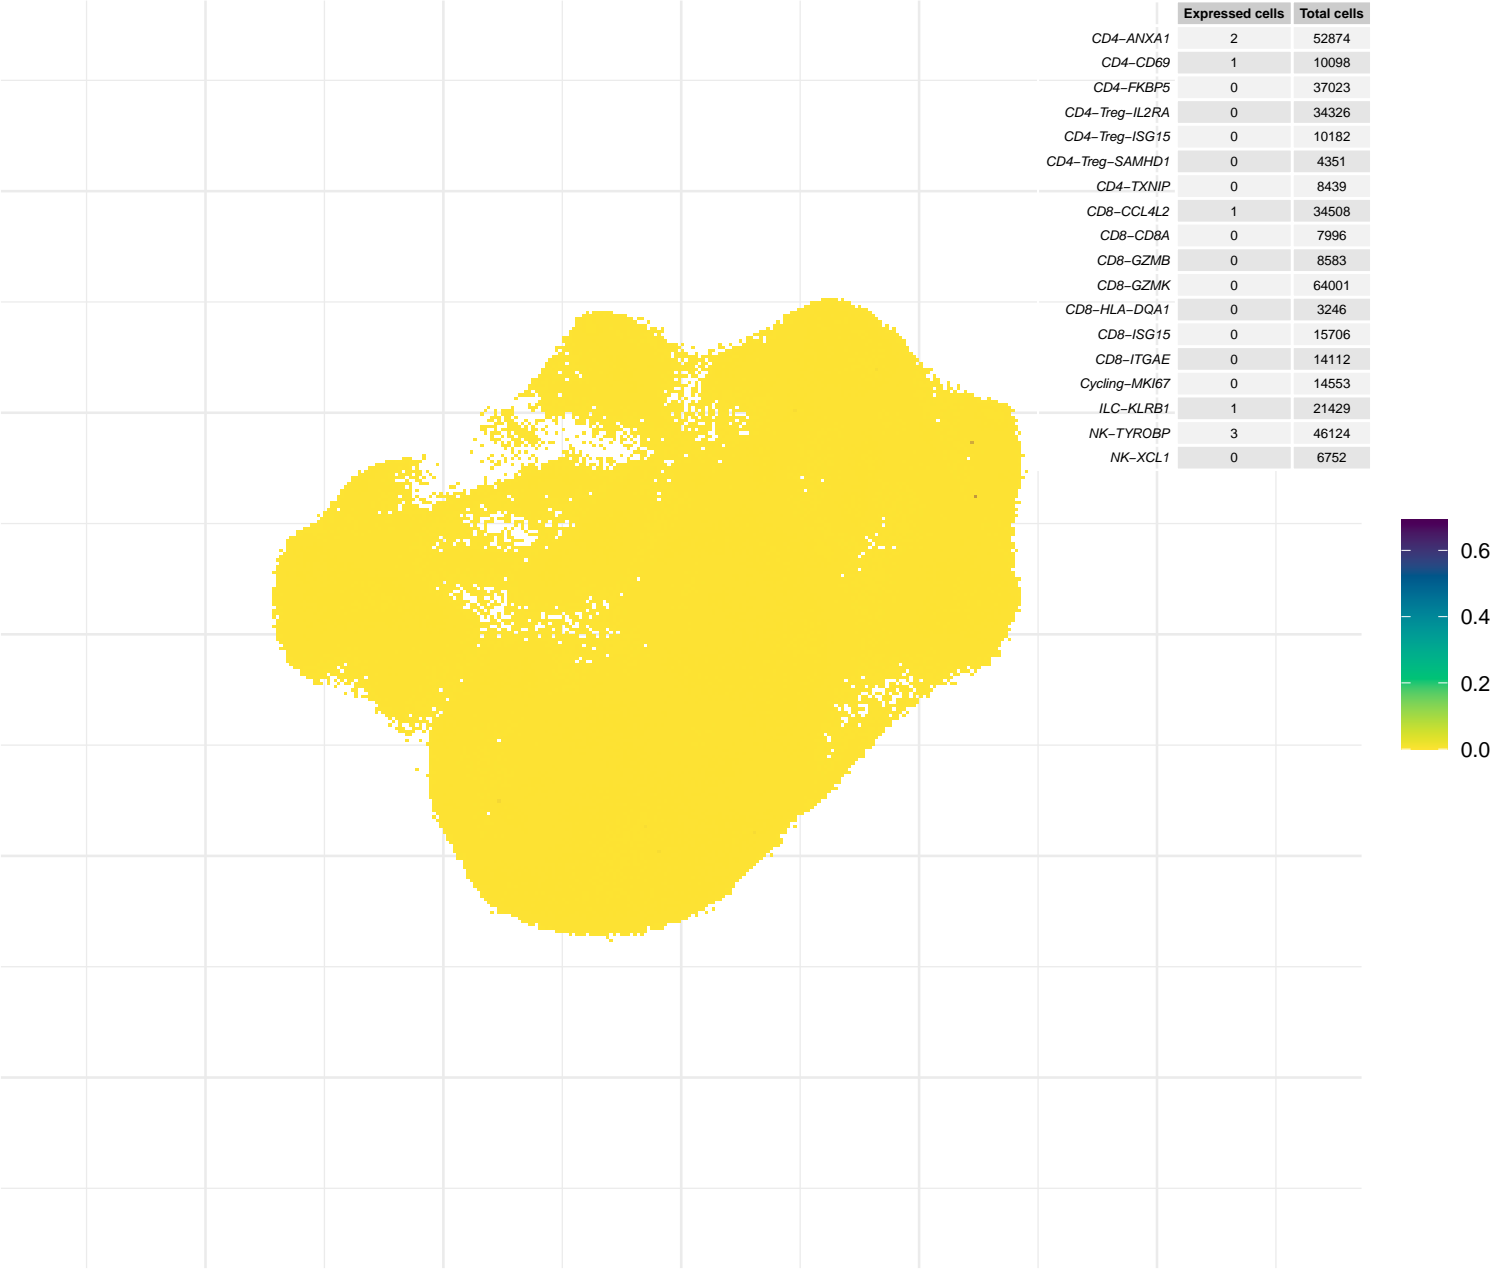 Expressed cells Total cells
CD4−ANXA1 2 52874
CD4−CD69 1 10098
CD4−FKBP5 0 37023
CD4−Treg−IL2RA 0 34326
CD4−Treg−ISG15 0 10182
CD4−Treg−SAMHD1 0 4351
CD4−TXNIP 0 8439
CD8−CCL4L2 1 34508
CD8−CD8A 0 7996
CD8−GZMB 0 8583
CD8−GZMK 0 64001
CD8−HLA−DQA1 0 3246
CD8−ISG15 0 15706
CD8−ITGAE 0 14112
Cycling−MKI67 0 14553
ILC−KLRB1 1 21429
NK−TYROBP 3 46124
NK−XCL1 0 6752
0.6
0.4
0.2
0.0